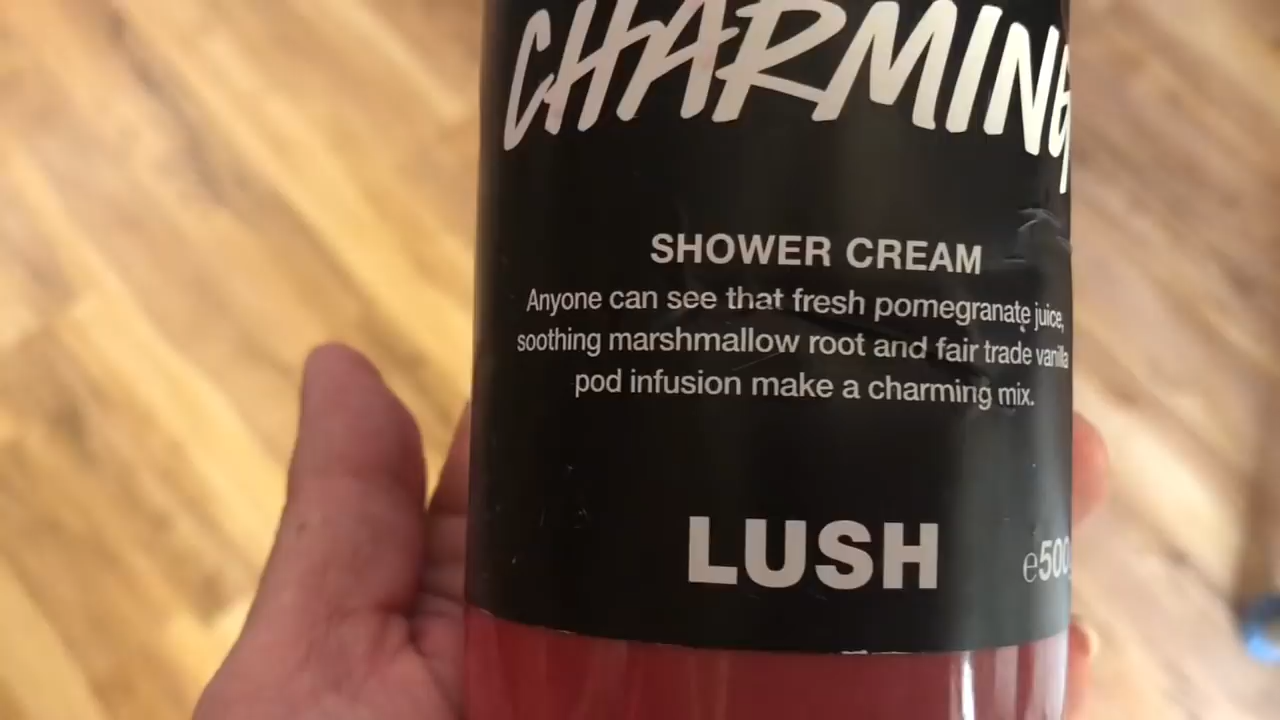 CHARMING
SHOWER CREAM
Anyone can see that fresh pomegranate juice,
soothing marshmallow root and fair trade vanilla
pod infusion make a charming mix.
LUSH
e500g